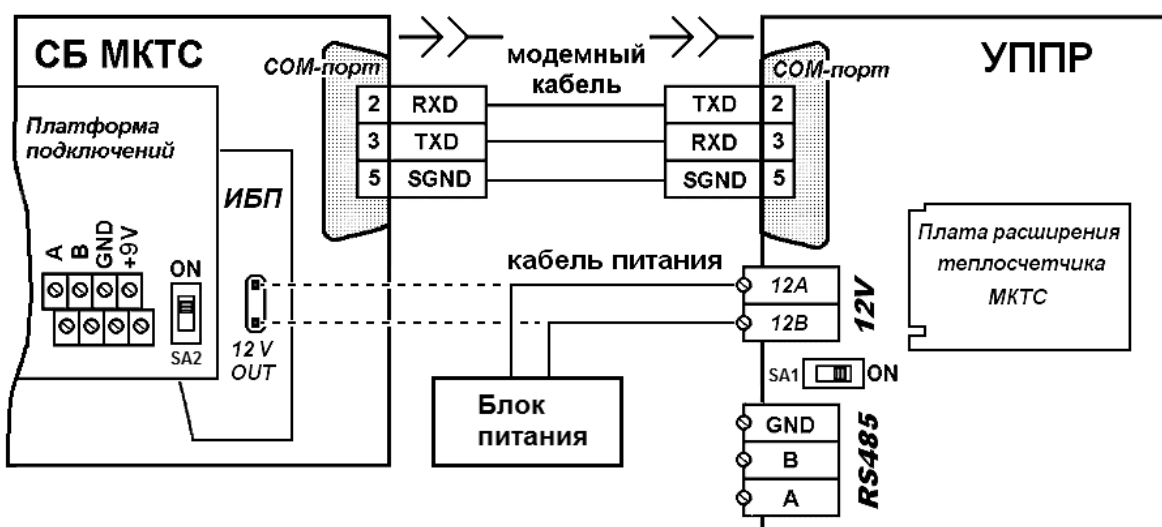 СБ МКТС
COM-порт
модемный
кабель
COM-порт
УППР
Платформа
подключений
2 RXD
3 TXD
5 SGND
TXD 2
RXD 3
SGND 5
ИБП
A
B
GND
+9V
ON
SA2
12 V
OUT
кабель питания
12A
12B
12V
Плата расширения
теплосчетчика
МКТС
SA1
ON
Блок
питания
GND
B
A
RS485